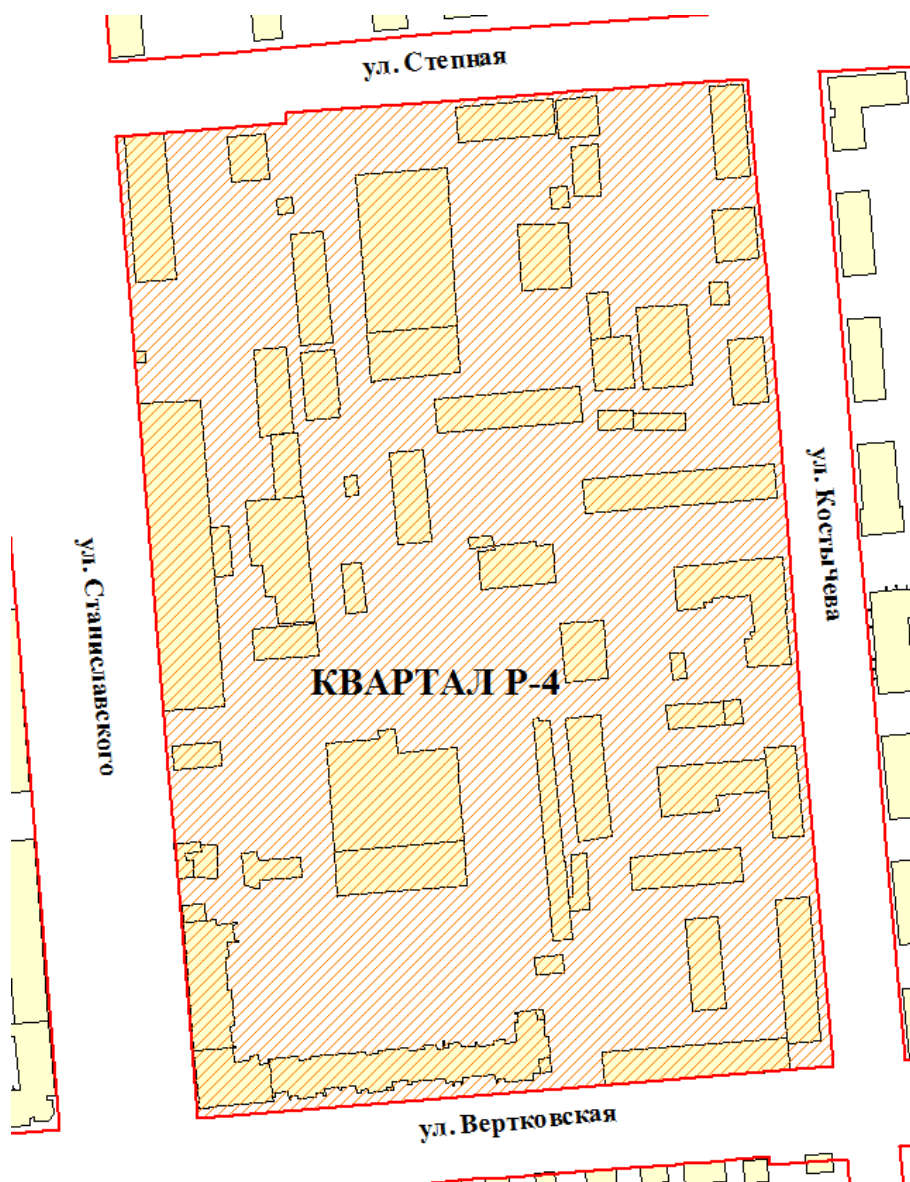 ул. Степная
ул. Костычева
ул. Станиславского
КВАРТАЛ Р-4
ул. Вертковская